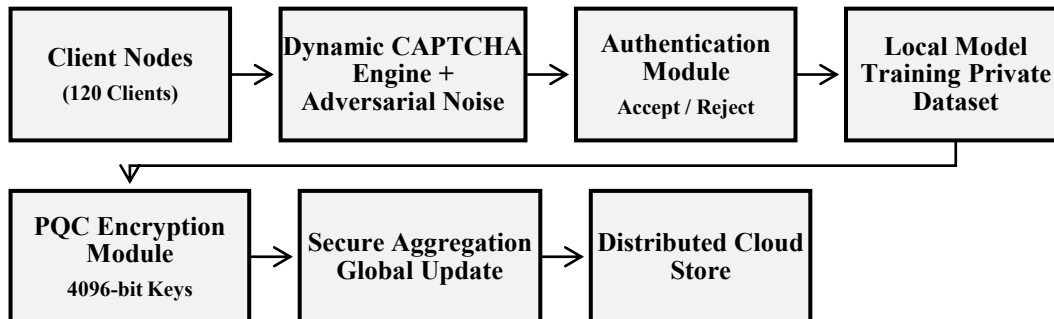 Client Nodes
(120 Clients)
Dynamic CAPTCHA
Engine +
Adversarial Noise
Authentication
Module
Accept / Reject
Local Model
Training Private
Dataset
PQC Encryption
Module
4096-bit Keys
Secure Aggregation
Global Update
Distributed Cloud
Store